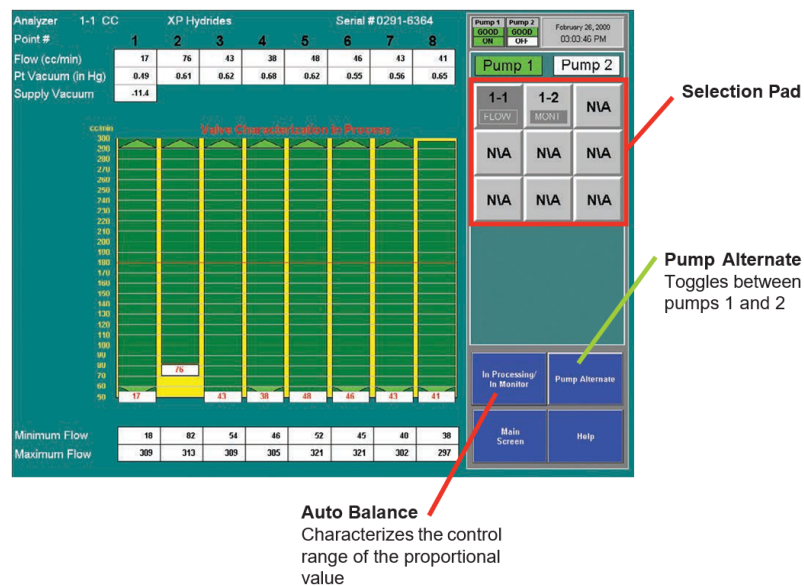 Analyzer 1-1 CC XP Hydrides Serial #0291-6364
Point # 1 2 3 4 5 6 7 8
Flow (cc/min) 17 76 43 38 48 46 43 41
Pt Vacuum (in Hg) 0.49 0.61 0.62 0.68 0.62 0.55 0.56 0.65
Supply Vacuum -11.4
cc/min Valve Characterization In Process
300
290
280
270
260
250
240
230
220
210
200
190
180
170
160
150
140
130
120
110
100
90
80
70 76
60
50 17 43 38 48 46 43 41
Minimum Flow 18 82 54 46 52 45 40 38
Maximum Flow 309 313 309 305 321 321 302 297
Pump 1 Pump 2
GOOD GOOD
ON OFF
February 26, 2009
03:03:46 PM
Pump 1 Pump 2
1-1 1-2 N\A
FLOW MONT
N\A N\A N\A
N\A N\A N\A
In Processing/
In Monitor
Pump Alternate
Main
Screen
Help
Selection Pad
Pump Alternate
Toggles between
pumps 1 and 2
Auto Balance
Characterizes the control
range of the proportional
value